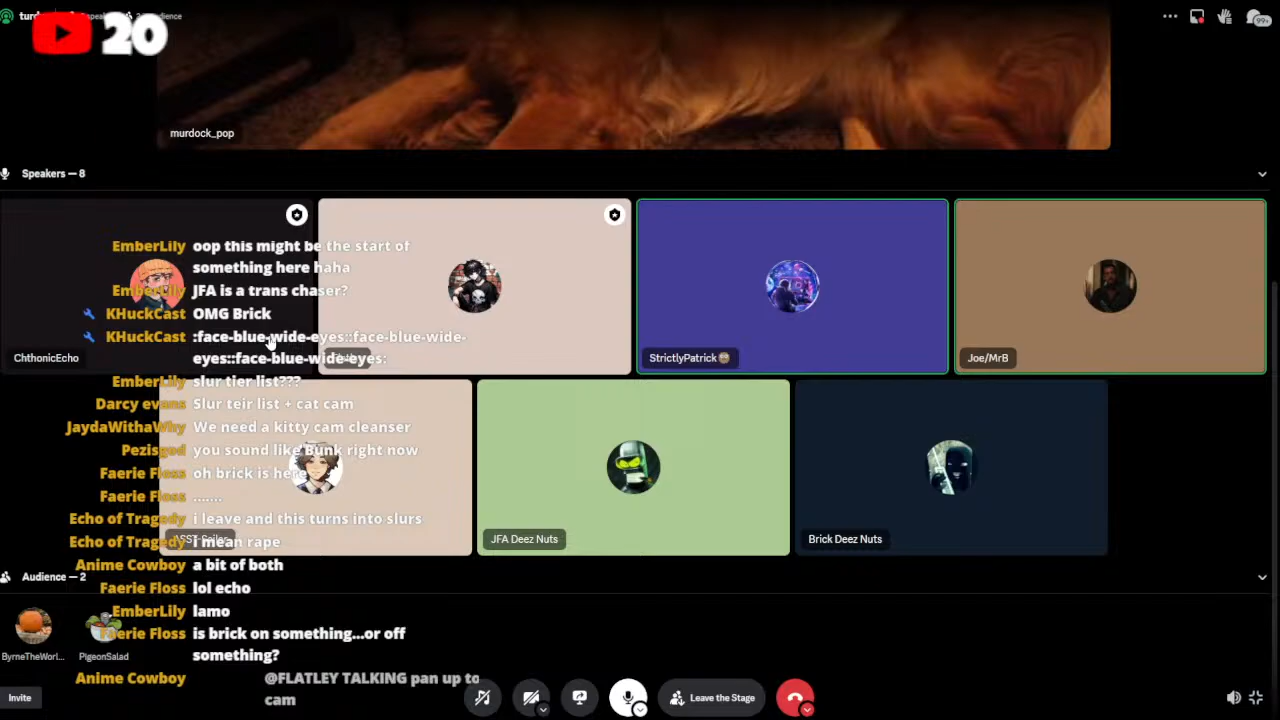 20
99+
murdock_pop
Speakers — 8
EmberLily oop this might be the start of
something here haha
EmberLily JFA is a trans chaser?
KHuckCast OMG Brick
KHuckCast :face-blue-wide-eyes::face-blue-wide-
eyes::face-blue-wide-eyes:
ChthonicEcho
StrictlyPatrick
Joe/MrB
EmberLily slur tier list???
Darcy evans Slur teir list + cat cam
JaydaWithaWhy We need a kitty cam cleanser
Pezisgod you sound like Bunk right now
Faerie Floss oh brick is here
Faerie Floss .......
Echo of Tragedy i leave and this turns into slurs
Echo of Tragedy i mean rape
JFA Deez Nuts
Brick Deez Nuts
Anime Cowboy a bit of both
Audience — 2
Faerie Floss lol echo
EmberLily lamo
Faerie Floss is brick on something...or off
something?
ByrneTheWorl...
PigeonSalad
Anime Cowboy @FLATLEY TALKING pan up to
cam
Invite
Leave the Stage